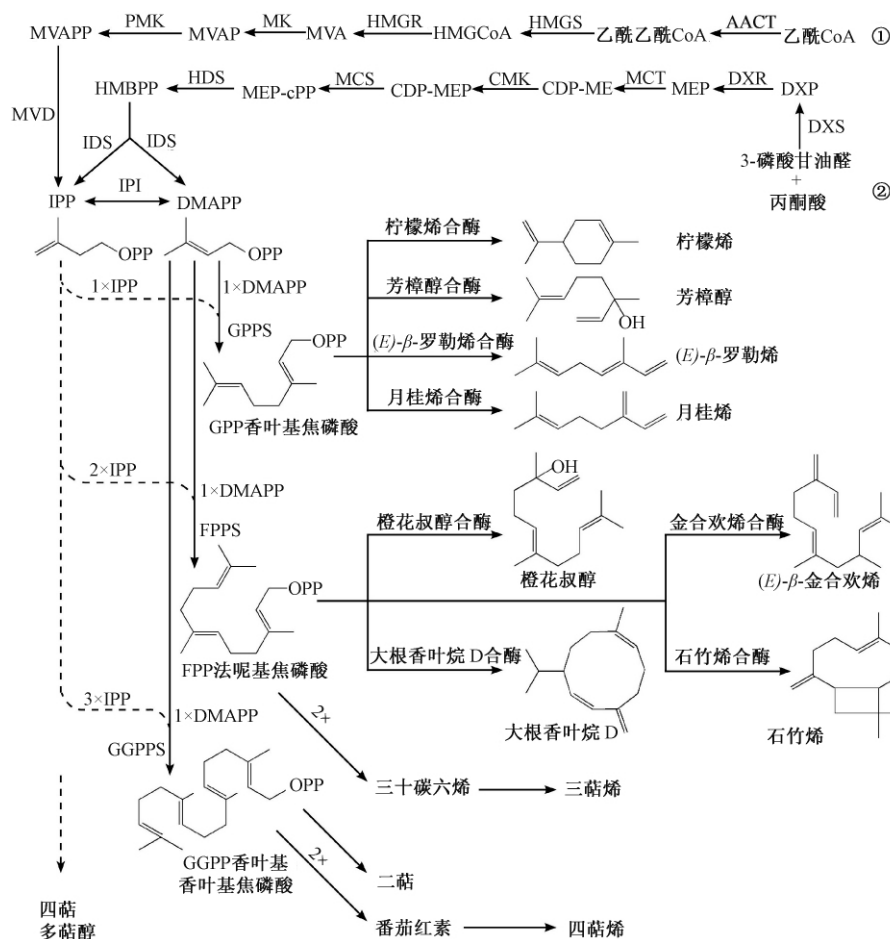 MVAPP PMK MVAP MK MVA HMGR HMGCoA HMGS 乙酰乙酰CoA AACT 乙酰CoA ①
HMBPP HDS MEP-cPP MCS CDP-MEP CMK CDP-ME MCT MEP DXR DXP
MVD
DXS
IDS IDS
3-磷酸甘油醛
+
丙酮酸
②
IPP IPI DMAPP
OPP OPP
柠檬烯合酶 柠檬烯
1×IPP 1×DMAPP
芳樟醇合酶 芳樟醇
OH
GPPS
OPP
(E)-β-罗勒烯合酶 (E)-β-罗勒烯
月桂烯合酶 月桂烯
GPP香叶基焦磷酸
2×IPP 1×DMAPP
OH
FPPS
橙花叔醇合酶 金合欢烯合酶
橙花叔醇 (E)-β-金合欢烯
OPP
FPP法呢基焦磷酸
大根香叶烷 D合酶 石竹烯合酶
大根香叶烷 D 石竹烯
3×IPP 1×DMAPP
GGPPS
2×
OPP
三十碳六烯 三萜烯
GGPP香叶基
香叶基焦磷酸
2×
二萜
四萜
多萜醇
番茄红素 四萜烯